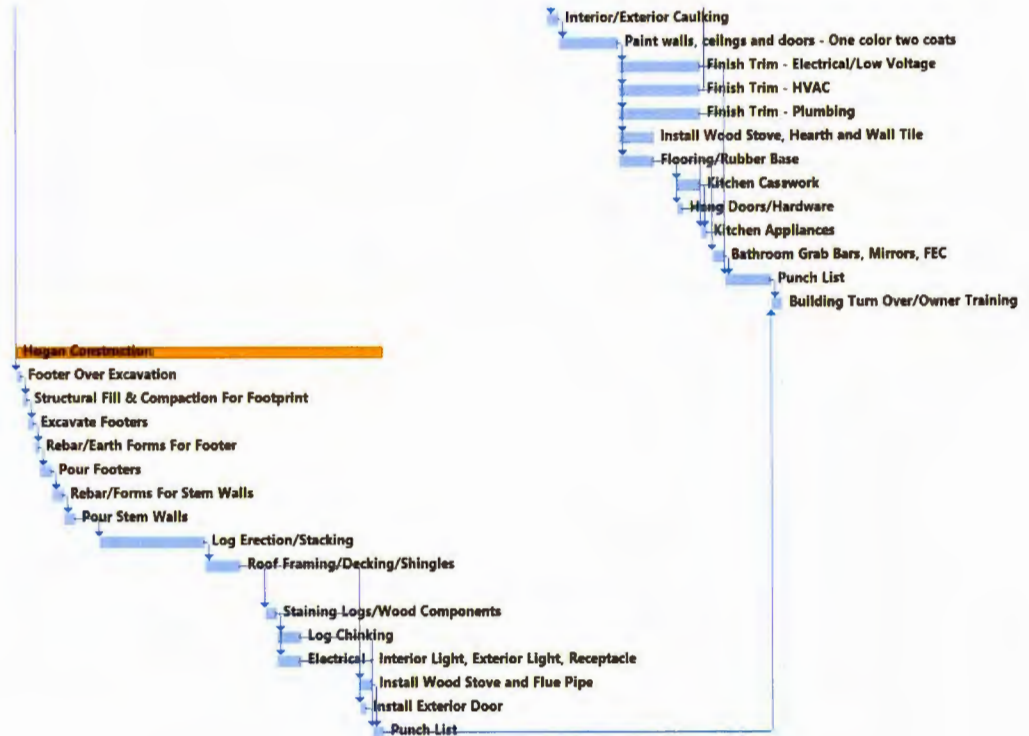 Interior/Exterior Caulking
Paint walls, ceilngs and doors - One color two coats
Finish Trim - Electrical/Low Voltage
Finish Trim - HVAC
Finish Trim - Plumbing
Install Wood Stove, Hearth and Wall Tile
Flooring/Rubber Base
Kitchen Casework
Hang Doors/Hardware
Kitchen Appliances
Bathroom Grab Bars, Mirrors, FEC
Punch List
Building Turn Over/Owner Training
Hogan Construction
Footer Over Excavation
Structural Fill & Compaction For Footprint
Excavate Footers
Rebar/Earth Forms For Footer
Pour Footers
Rebar/Forms For Stem Walls
Pour Stem Walls
Log Erection/Stacking
Roof Framing/Decking/Shingles
Staining Logs/Wood Components
Log Chinking
Electrical - Interior Light, Exterior Light, Receptacle
Install Wood Stove and Flue Pipe
Install Exterior Door
Punch List